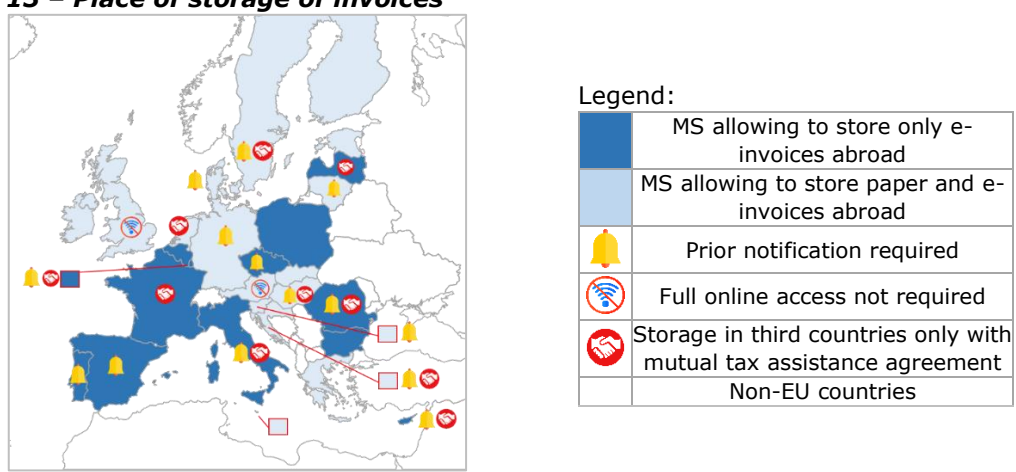 15 – Place of storage of invoices
Legend:
MS allowing to store only e-
invoices abroad
MS allowing to store paper and e-
invoices abroad
Prior notification required
Full online access not required
Storage in third countries only with
mutual tax assistance agreement
Non-EU countries